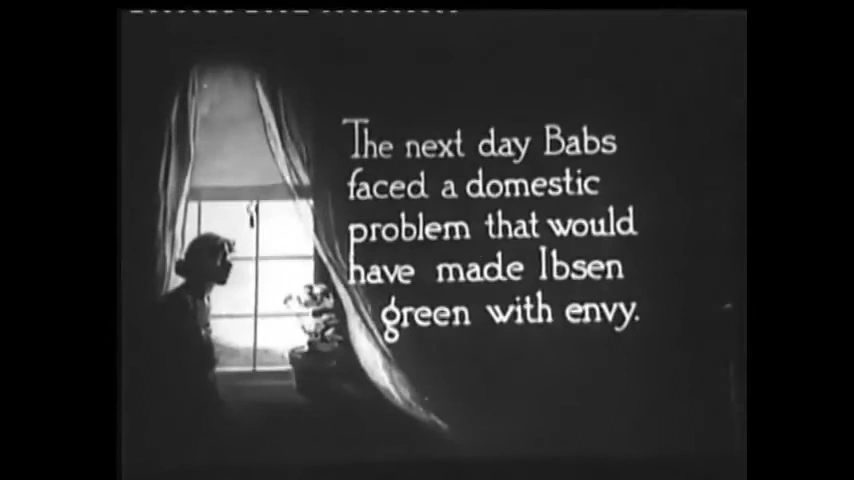 The next day Babs
faced a domestic
problem that would
have made Ibsen
green with envy.